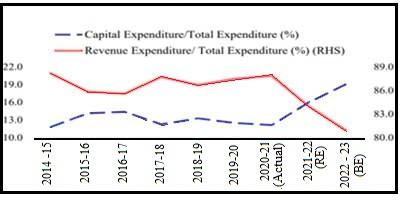 Capital Expenditure/Total Expenditure (%)
Revenue Expenditure/ Total Expenditure (%) (RHS)
22.0
19.0
16.0
13.0
10.0
89.0
86.0
83.0
80.0
2014 -15
2015-16
2016-17
2017-18
2018-19
2019-20
2020-21
(Actual)
2021-22
(RE)
2022 - 23
(BE)